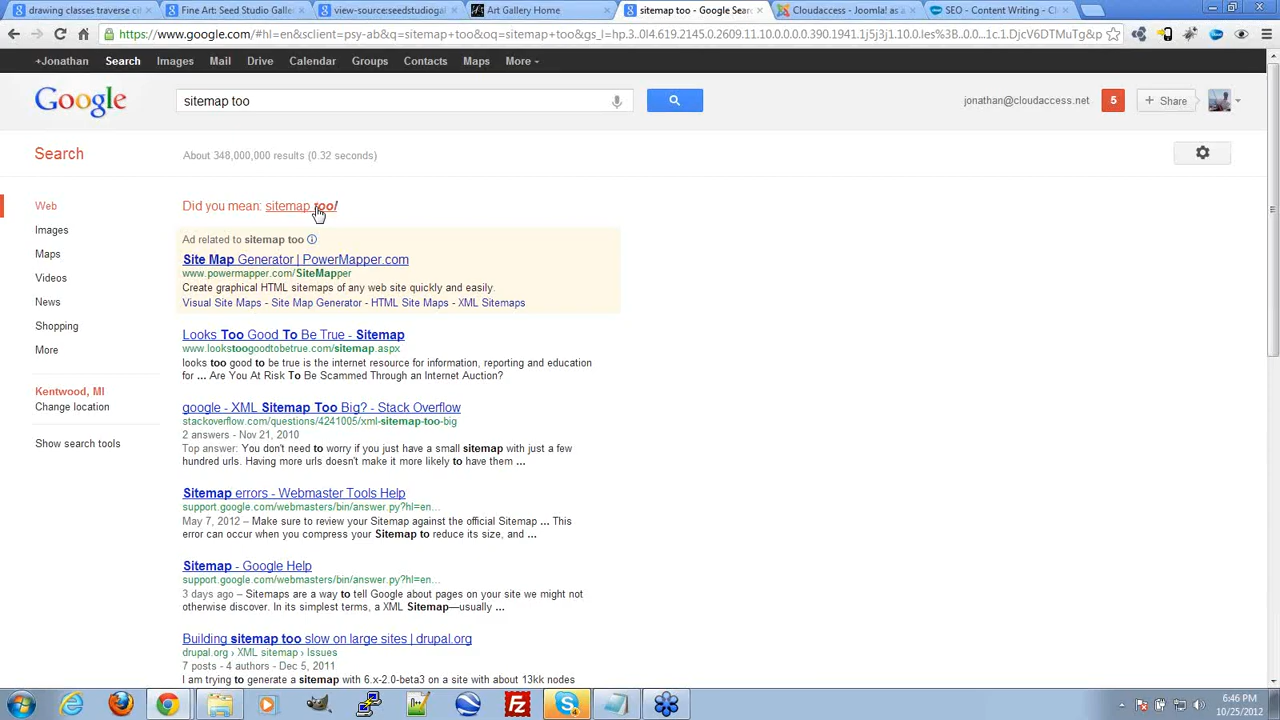 drawing classes traverse ci
Fine Art: Seed Studio Galler
view-source:seedstudiogal
Art Gallery Home
sitemap too - Google Sear
Cloudaccess - Joomla! as a
SEO - Content Writing - Cl
https://www.google.com/#hl=en&sclient=psy-ab&q=sitemap+too&oq=sitemap+too&gs_l=hp.3.0l4.619.2145.0.2609.11.10.0.0.0.0.390.1941.1j5j3j1.10.0.les%3B..0.0...1c.1.DjcV6DTMuTg&p
+Jonathan Search Images Mail Drive Calendar Groups Contacts Maps More
Google
sitemap too
jonathan@cloudaccess.net 5 + Share
Search
About 348,000,000 results (0.32 seconds)
Web
Images
Maps
Videos
News
Shopping
More
Kentwood, MI
Change location
Show search tools
Did you mean: sitemap too!
Ad related to sitemap too
Site Map Generator | PowerMapper.com
www.powermapper.com/SiteMapper
Create graphical HTML sitemaps of any web site quickly and easily.
Visual Site Maps - Site Map Generator - HTML Site Maps - XML Sitemaps
Looks Too Good To Be True - Sitemap
www.lookstoogoodtobetrue.com/sitemap.aspx
looks too good to be true is the internet resource for information, reporting and education
for ... Are You At Risk To Be Scammed Through an Internet Auction?
google - XML Sitemap Too Big? - Stack Overflow
stackoverflow.com/questions/4241005/xml-sitemap-too-big
2 answers - Nov 21, 2010
Top answer: You don't need to worry if you just have a small sitemap with just a few
hundred urls. Having more urls doesn't make it more likely to have them ...
Sitemap errors - Webmaster Tools Help
support.google.com/webmasters/bin/answer.py?hl=en...
May 7, 2012 – Make sure to review your Sitemap against the official Sitemap ... This
error can occur when you compress your Sitemap to reduce its size, and ...
Sitemap - Google Help
support.google.com/webmasters/bin/answer.py?hl=en...
3 days ago – Sitemaps are a way to tell Google about pages on your site we might not
otherwise discover. In its simplest terms, a XML Sitemap—usually ...
Building sitemap too slow on large sites | drupal.org
drupal.org › XML sitemap › Issues
7 posts - 4 authors - Dec 5, 2011
I am trying to generate a sitemap with 6.x-2.0-beta3 on a site with about 13kk nodes
6:46 PM
10/25/2012